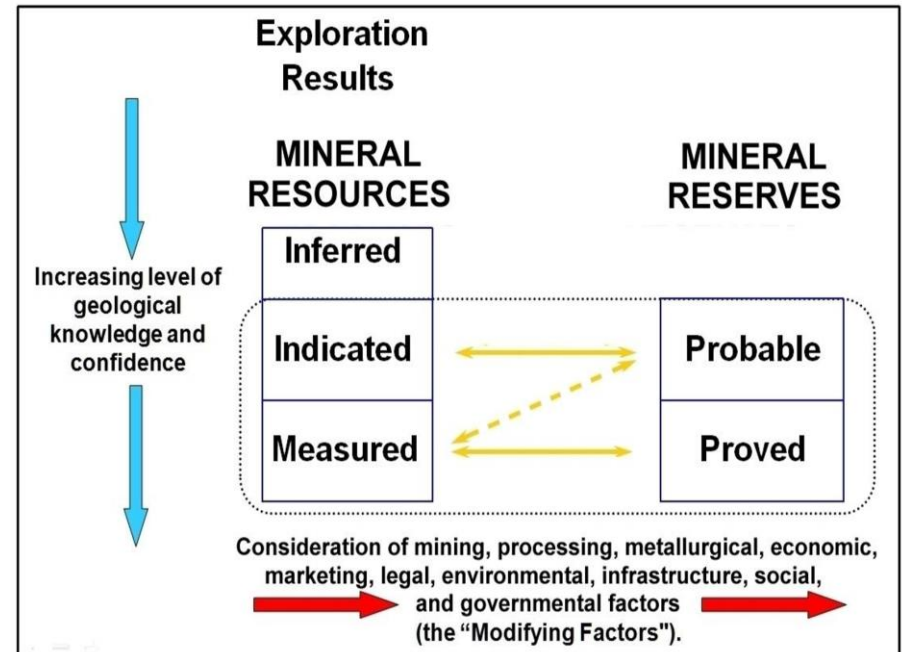 Exploration
Results
MINERAL
RESOURCES
MINERAL
RESERVES
Inferred
Increasing level of
geological
knowledge and
confidence
Indicated
Probable
Measured
Proved
Consideration of mining, processing, metallurgical, economic,
marketing, legal, environmental, infrastructure, social,
and governmental factors
(the “Modifying Factors").